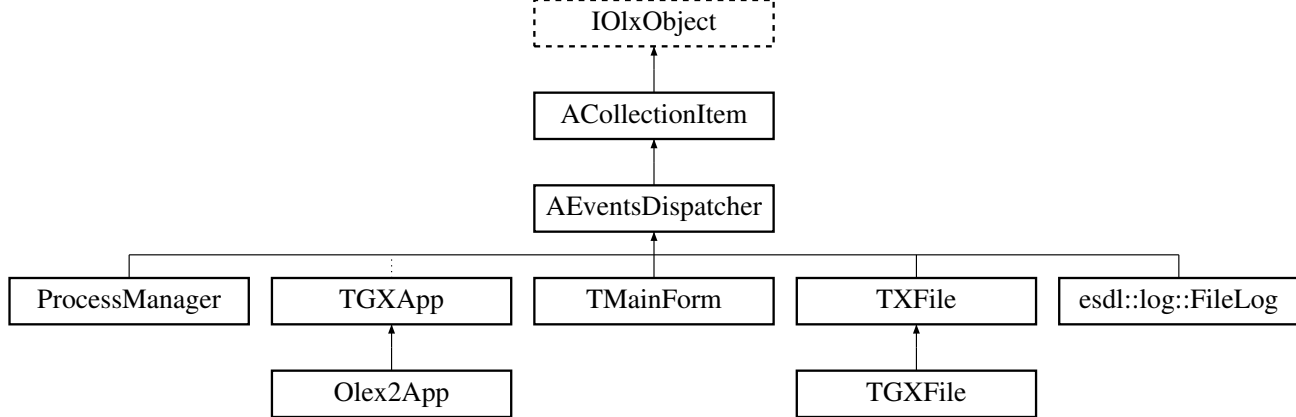 IOlxObject
ACollectionItem
AEventsDispatcher
ProcessManager
TGXApp
TMainForm
TXFile
esdl::log::FileLog
Olex2App
TGXFile